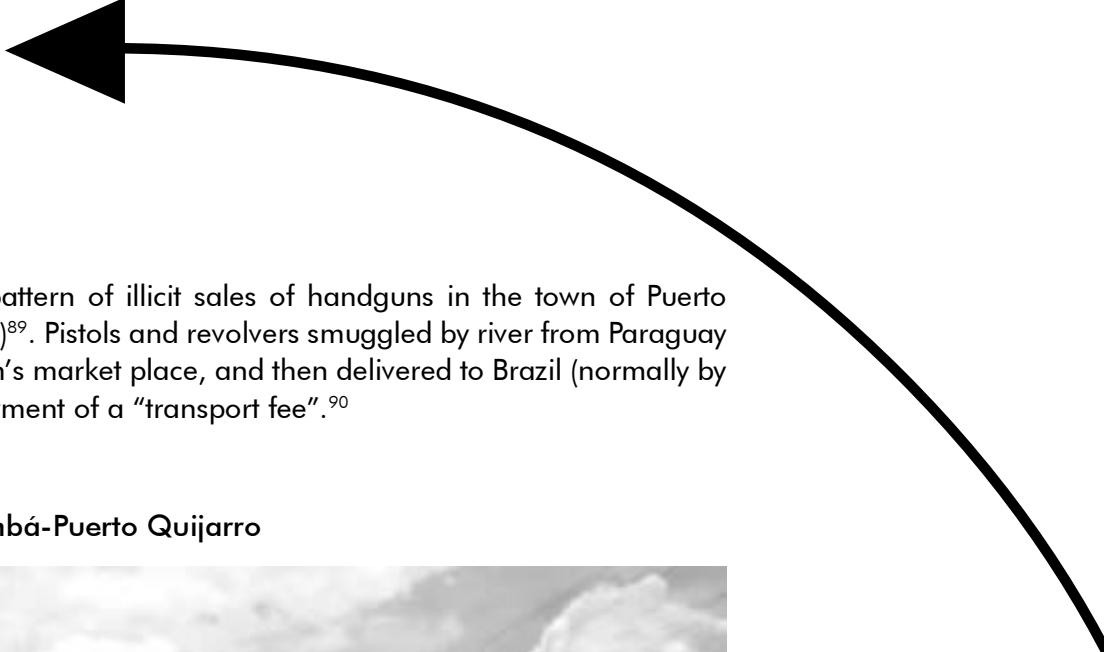 attern of illicit sales of handguns in the town of Puerto
)⁸⁹. Pistols and revolvers smuggled by river from Paraguay
’s market place, and then delivered to Brazil (normally by
ment of a “transport fee”.⁹⁰
mbá-Puerto Quijarro